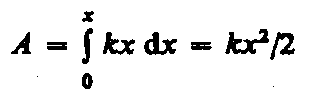 A = ∫₀ˣ kx dx = kx²/2